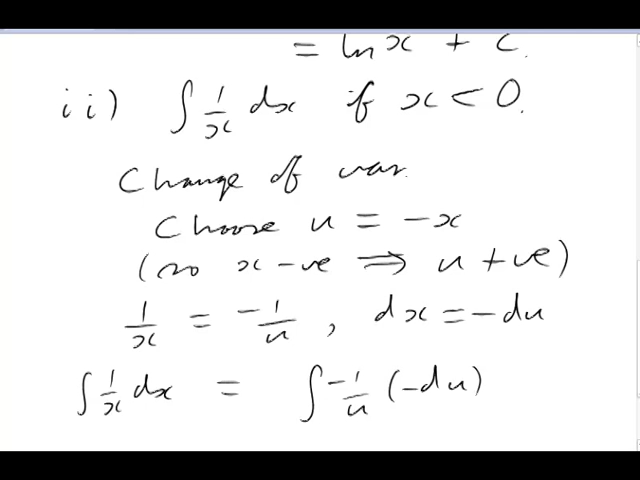 = ln x + c.
ii) ∫ 1/x dx if x < 0.
Change of var.
Choose u = -x
(so x -ve ⇒ u +ve)
1/x = -1/u , dx = -du
∫ 1/x dx = ∫ -1/u (-du)